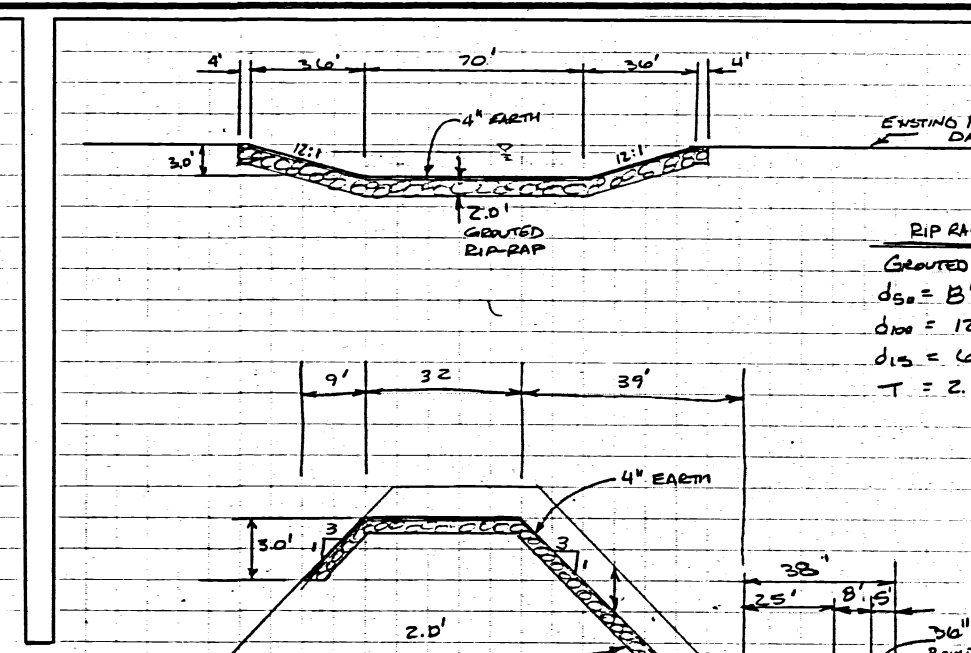 4' 36' 70' 36' 4'
4" EARTH
EXISTING
12:1 12:1
3.0'
2.0'
GROUTED
RIP-RAP
RIP RA
GROUTED
d50 = 8"
d100 = 12
d15 = 6
T = 2.
9' 32 39'
4" EARTH
3
1
3.0'
3
1
38"
25' 8' 5'
2.0'
36"